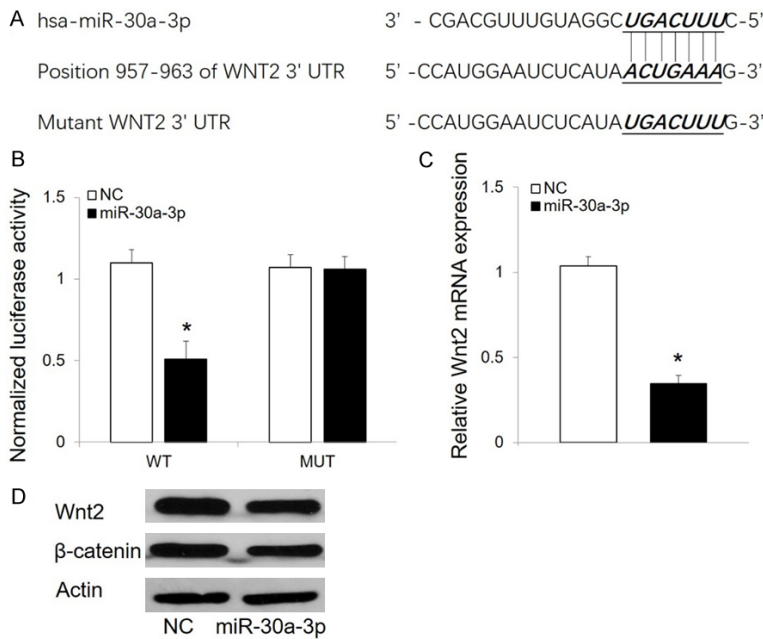 A
hsa-miR-30a-3p 3' - CGACGUUUGUAGGCUGACUUUC-5'
Position 957-963 of WNT2 3' UTR 5' -CCAUGGAAUCUCAUAACUGAAAG-3'
Mutant WNT2 3' UTR 5' -CCAUGGAAUCUCAUAUGACUUUG-3'
B
Normalized luciferase activity
NC
miR-30a-3p
1.5
1
0.5
0
*
WT MUT
C
Relative Wnt2 mRNA expression
NC
miR-30a-3p
1.5
1
0.5
0
*
D
Wnt2
β-catenin
Actin
NC miR-30a-3p